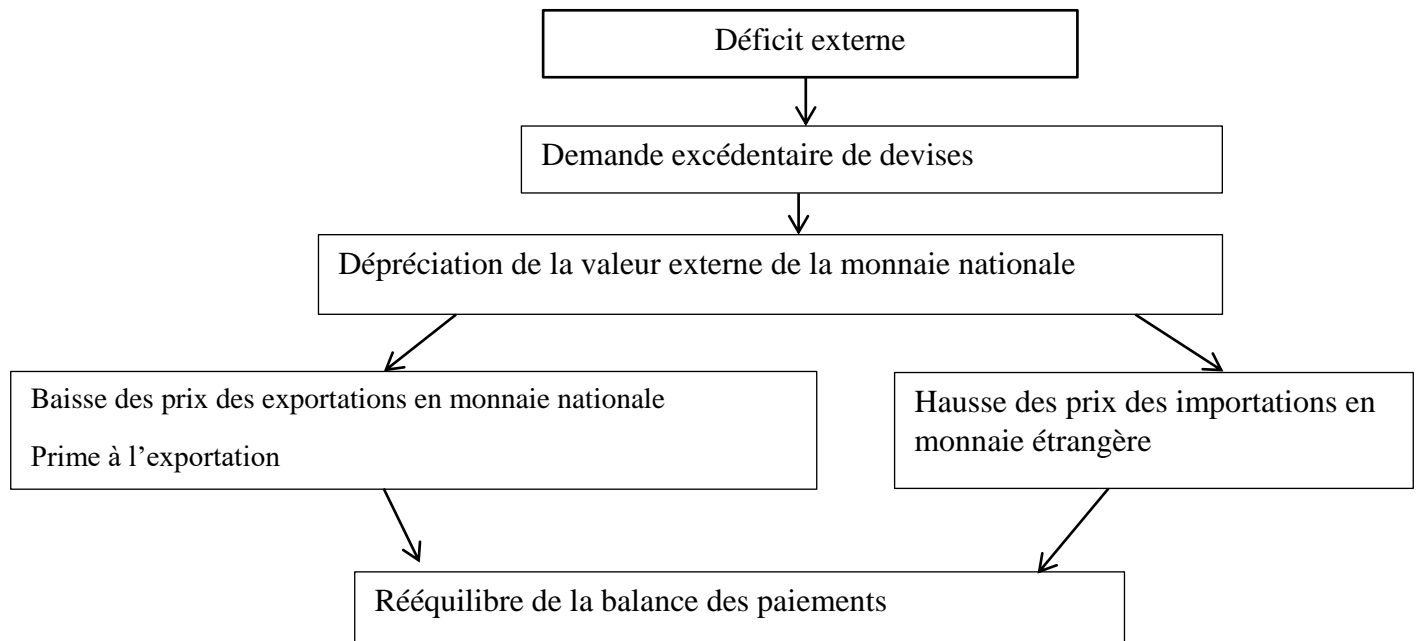 Déficit externe
Demande excédentaire de devises
Dépréciation de la valeur externe de la monnaie nationale
Baisse des prix des exportations en monnaie nationale
Prime à l’exportation
Hausse des prix des importations en
monnaie étrangère
Rééquilibre de la balance des paiements